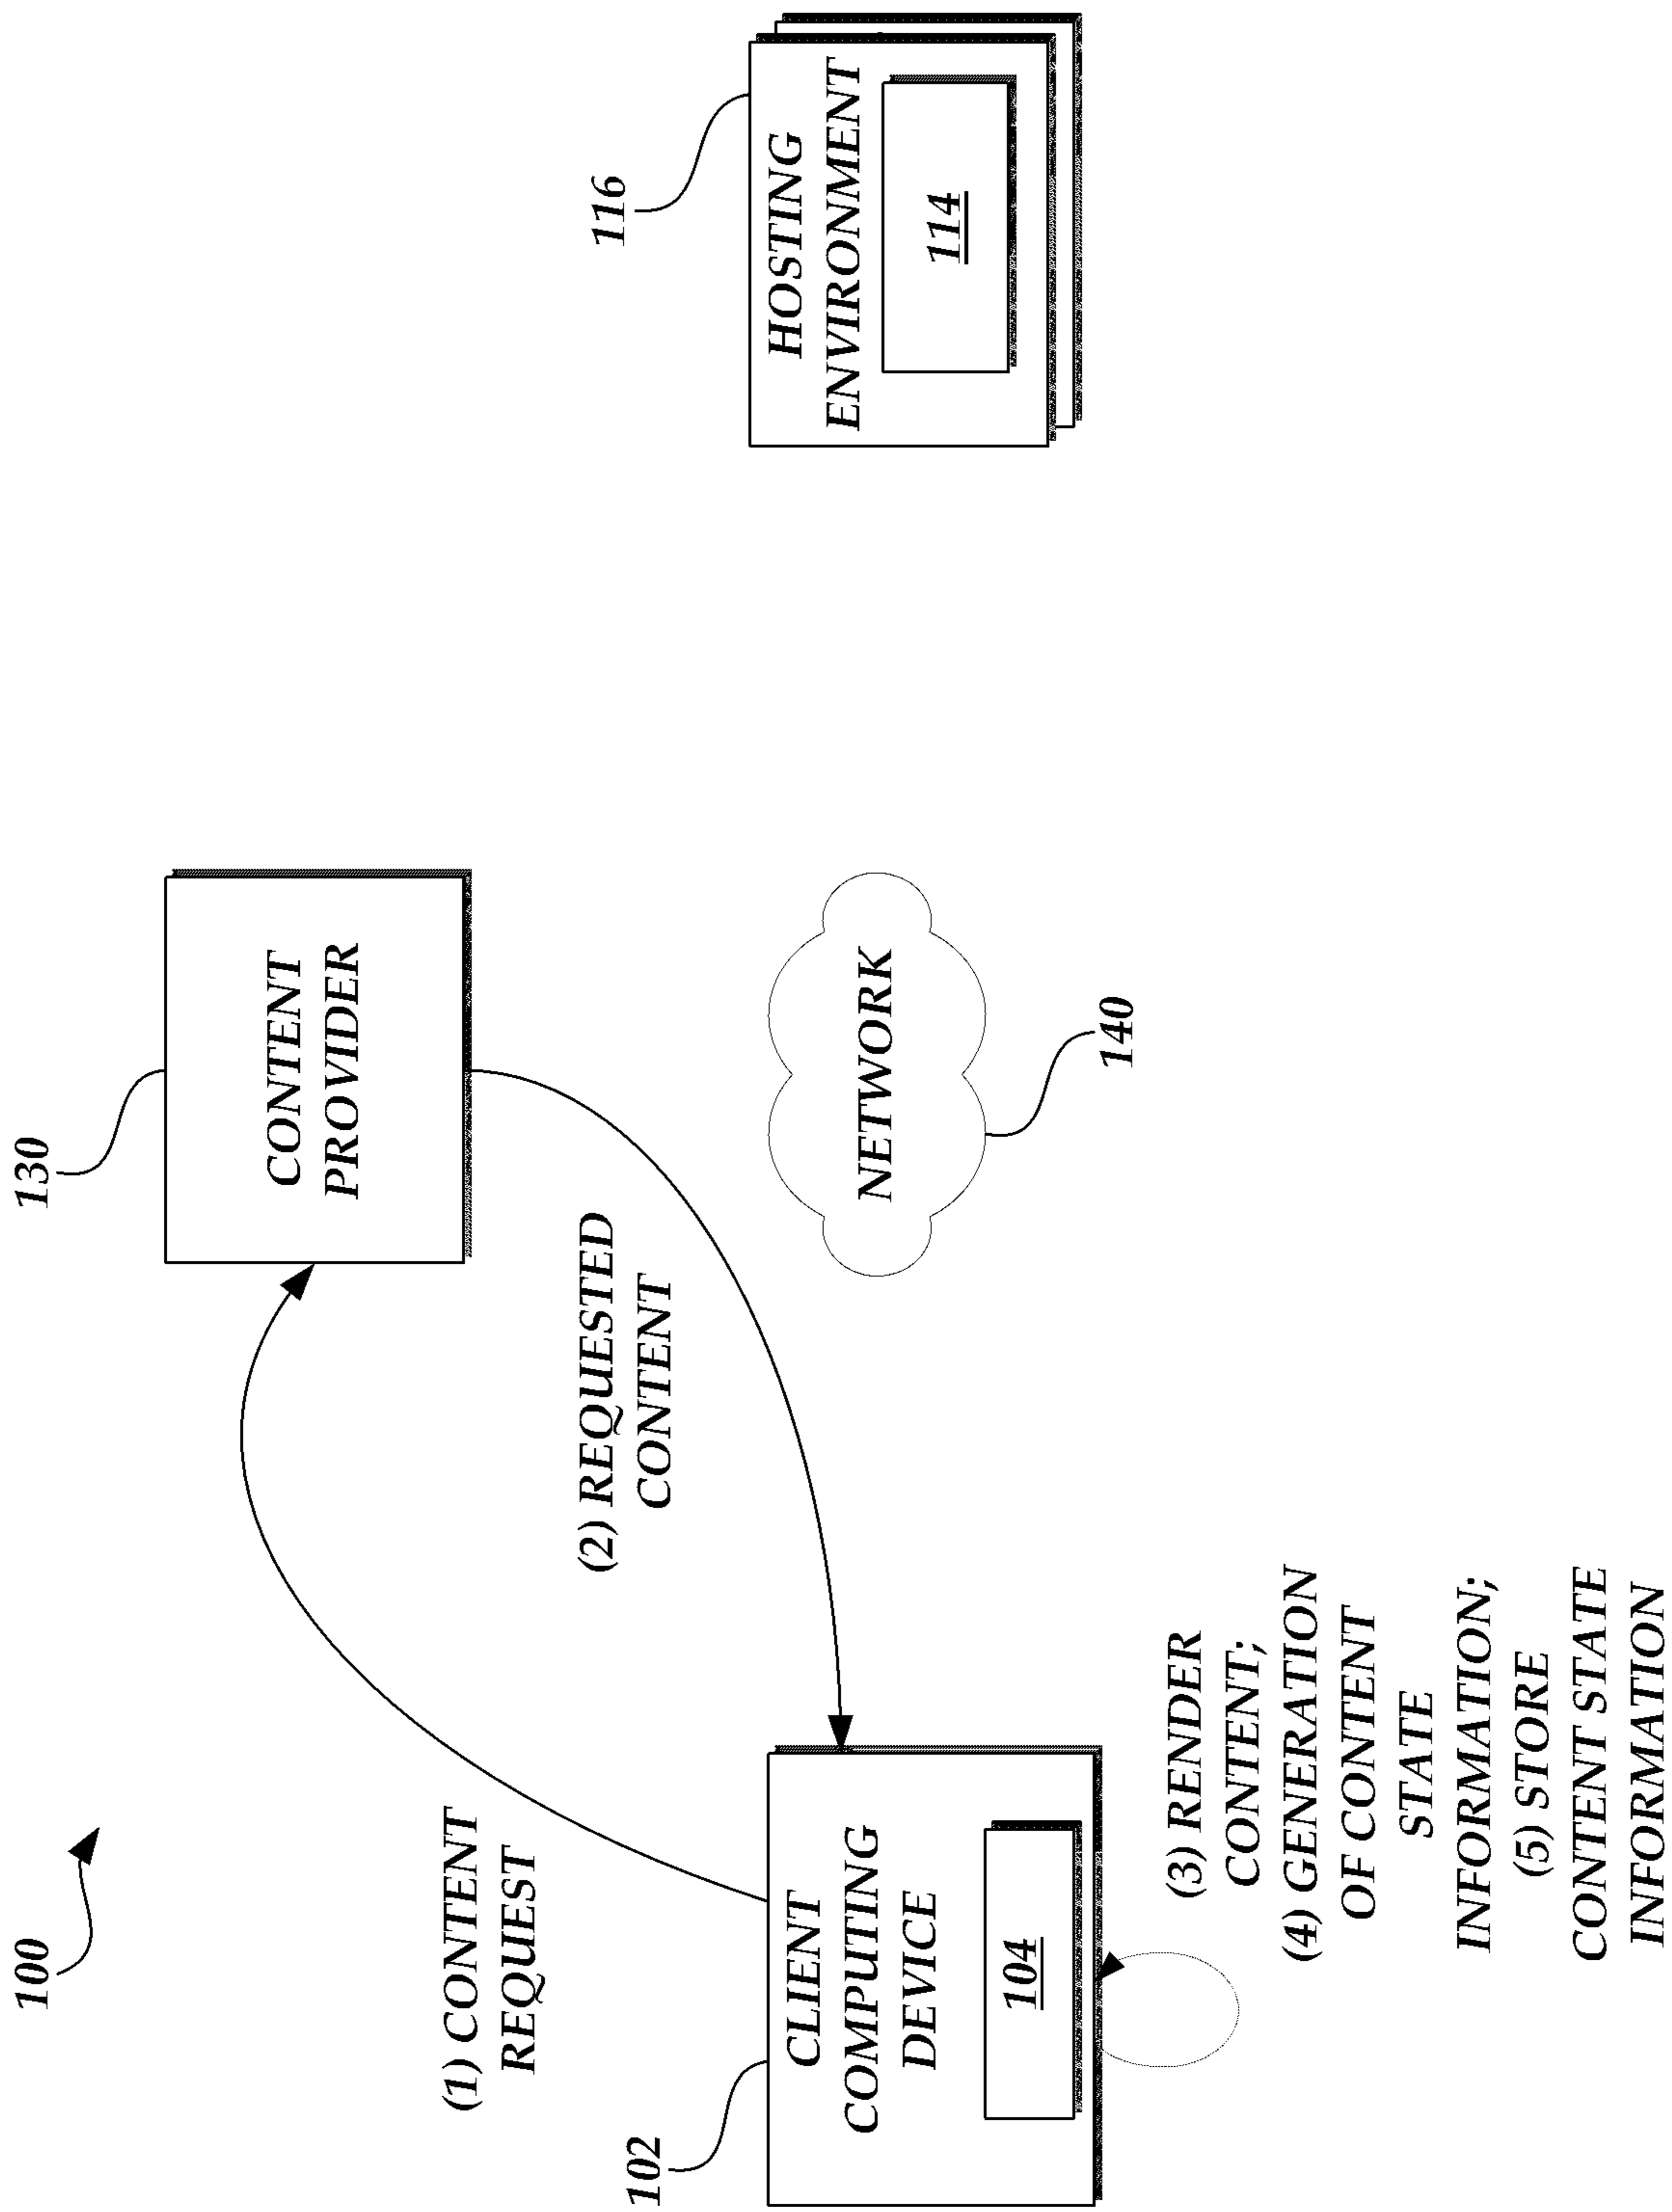 100
130
CONTENT
PROVIDER
(1) CONTENT
REQUEST
(2) REQUESTED
CONTENT
116
HOSTING
ENVIRONMENT
114
102
CLIENT
COMPUTING
DEVICE
104
NETWORK
140
(3) RENDER
CONTENT;
(4) GENERATION
OF CONTENT
STATE
INFORMATION;
(5) STORE
CONTENT STATE
INFORMATION